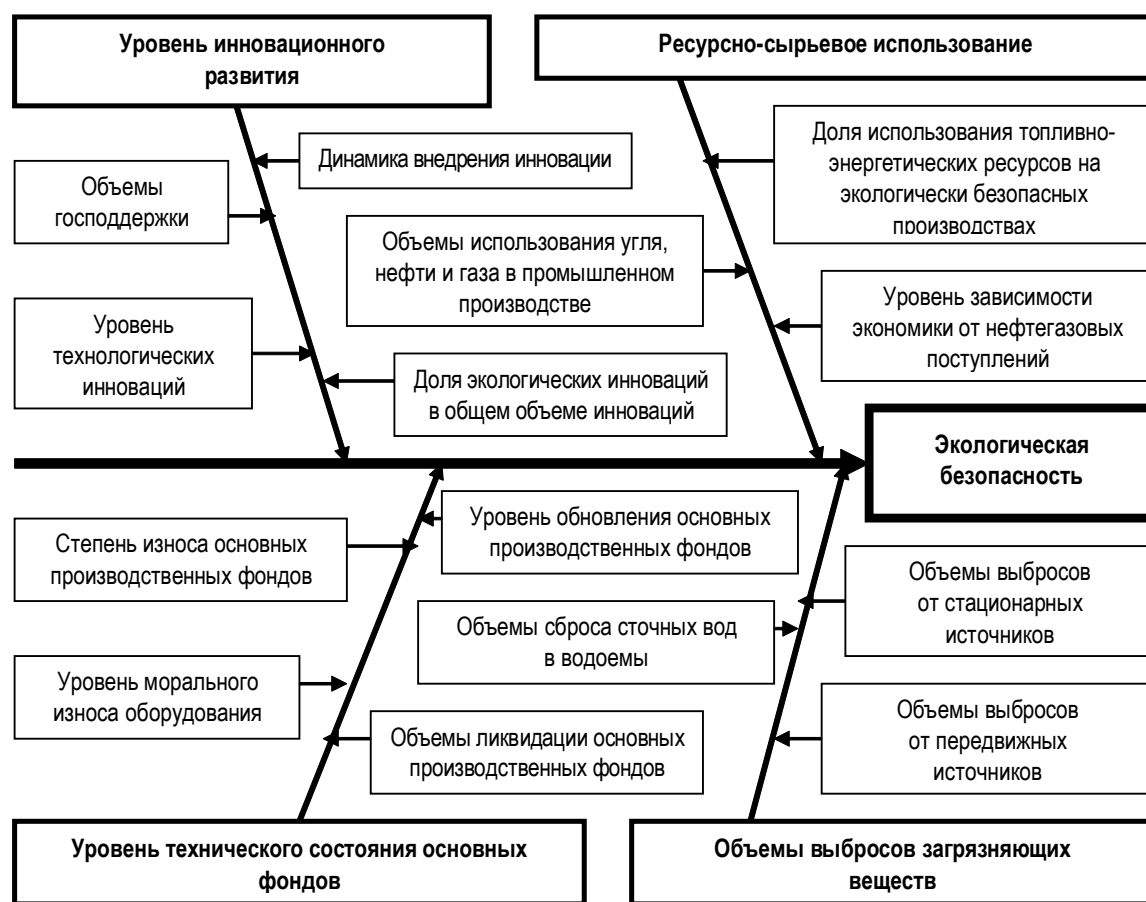 Уровень инновационного
развития
Ресурсно-сырьевое использование
Динамика внедрения инновации
Объемы
господдержки
Доля использования топливно-
энергетических ресурсов на
экологически безопасных
производствах
Объемы использования угля,
нефти и газа в промышленном
производстве
Уровень
технологических
инноваций
Уровень зависимости
экономики от нефтегазовых
поступлений
Доля экологических инноваций
в общем объеме инноваций
Экологическая
безопасность
Степень износа основных
производственных фондов
Уровень обновления основных
производственных фондов
Объемы выбросов
от стационарных
источников
Объемы сброса сточных вод
в водоемы
Уровень морального
износа оборудования
Объемы ликвидации основных
производственных фондов
Объемы выбросов
от передвижных
источников
Уровень технического состояния основных
фондов
Объемы выбросов загрязняющих
веществ